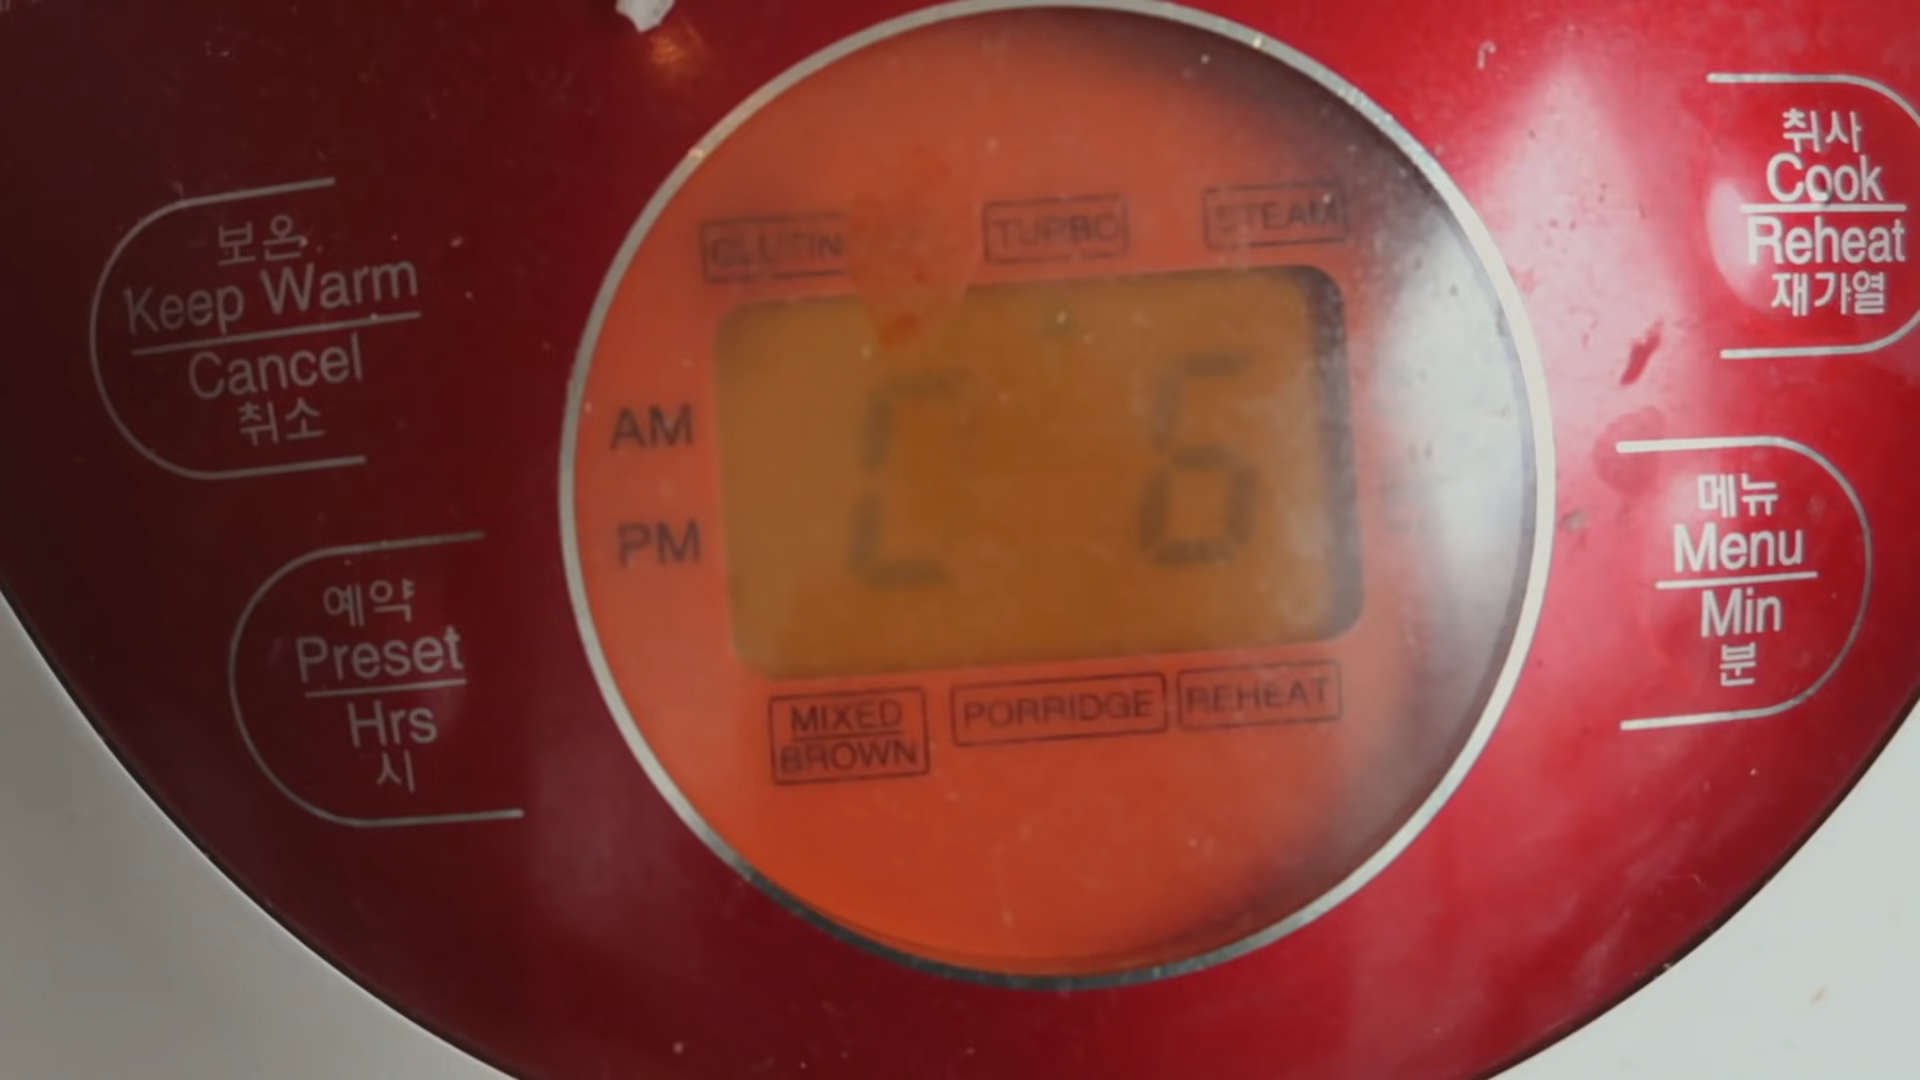 보온
Keep Warm
Cancel
취소
예약
Preset
Hrs
시
GLUTIN
TURBO
STEAM
AM
PM
C 6
MIXED
BROWN
PORRIDGE
REHEAT
취사
Cook
Reheat
재가열
메뉴
Menu
Min
분